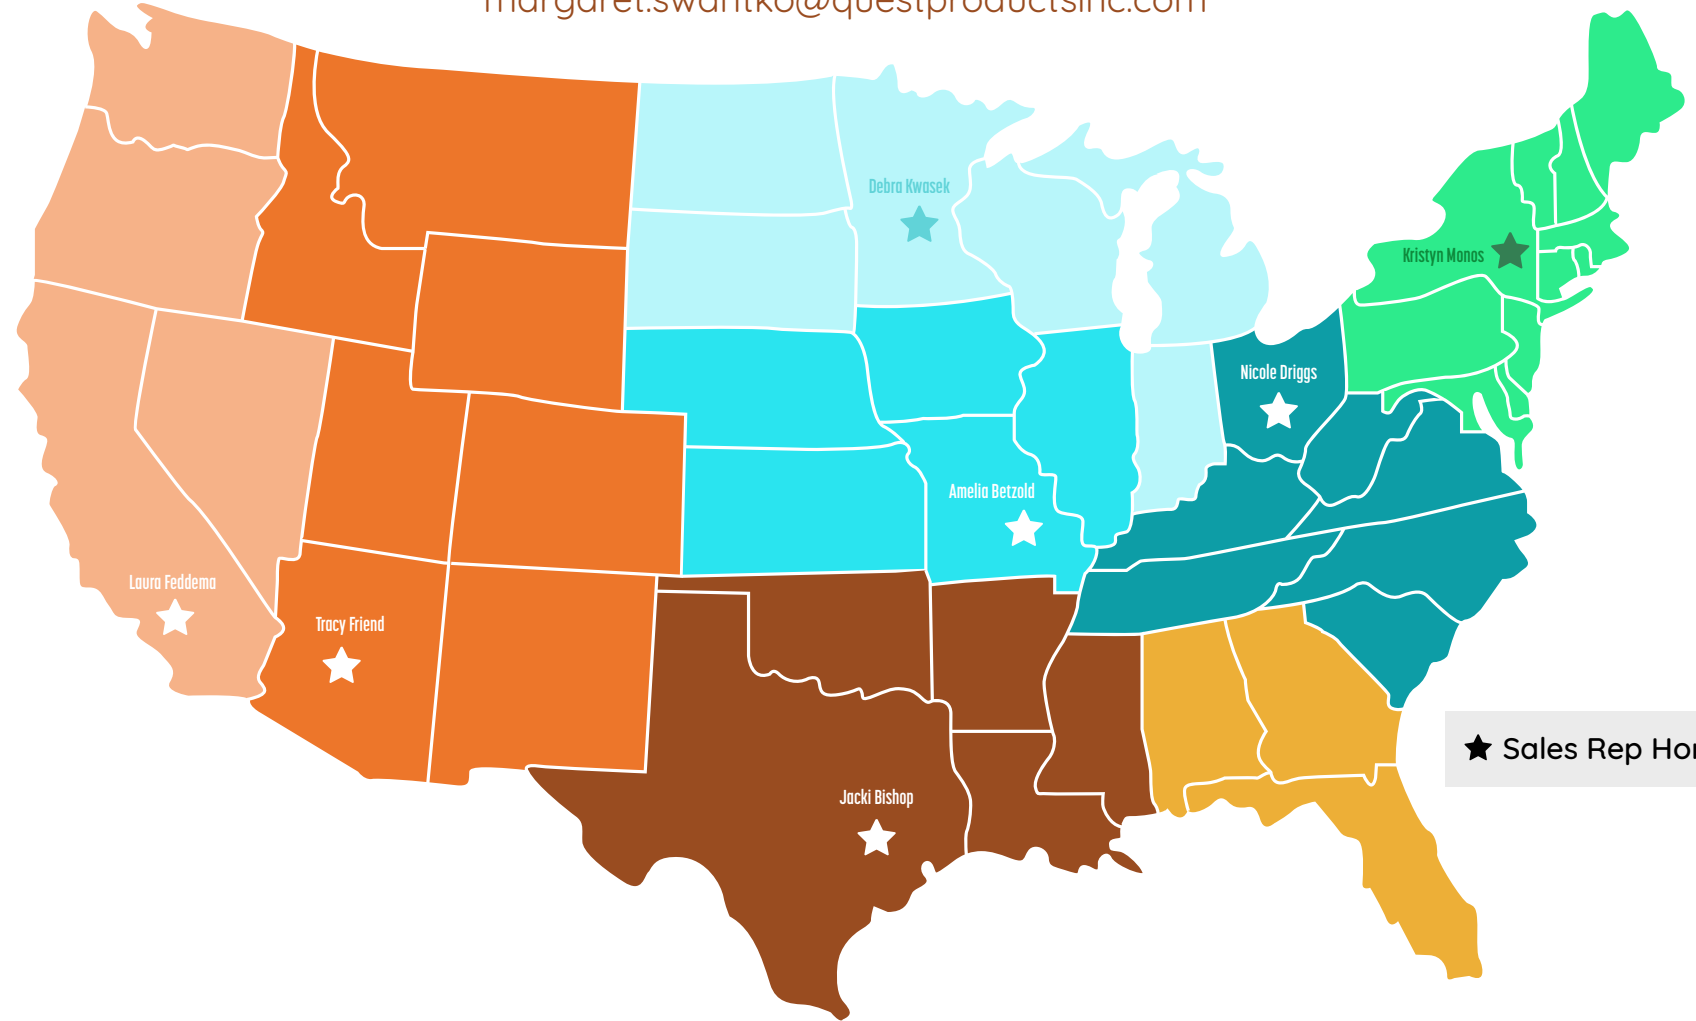 margaret.swantko@questproductsinc.com
Debra Kwasek
Kristyn Monos
Nicole Driggs
Amelia Betzold
Laura Feddema
Tracy Friend
Jacki Bishop
Sales Rep Hor